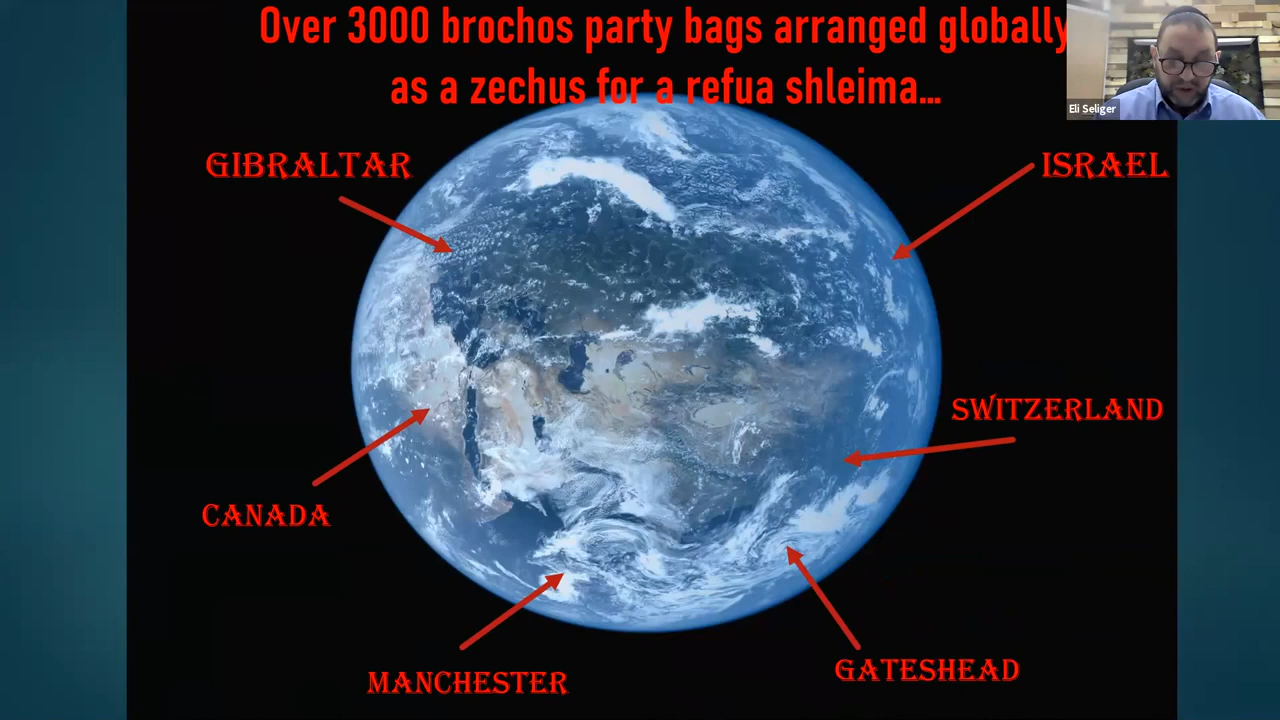 Over 3000 brochos party bags arranged globally
as a zechus for a refua shleima...
Eli Seliger
GIBRALTAR
ISRAEL
SWITZERLAND
CANADA
GATESHEAD
MANCHESTER